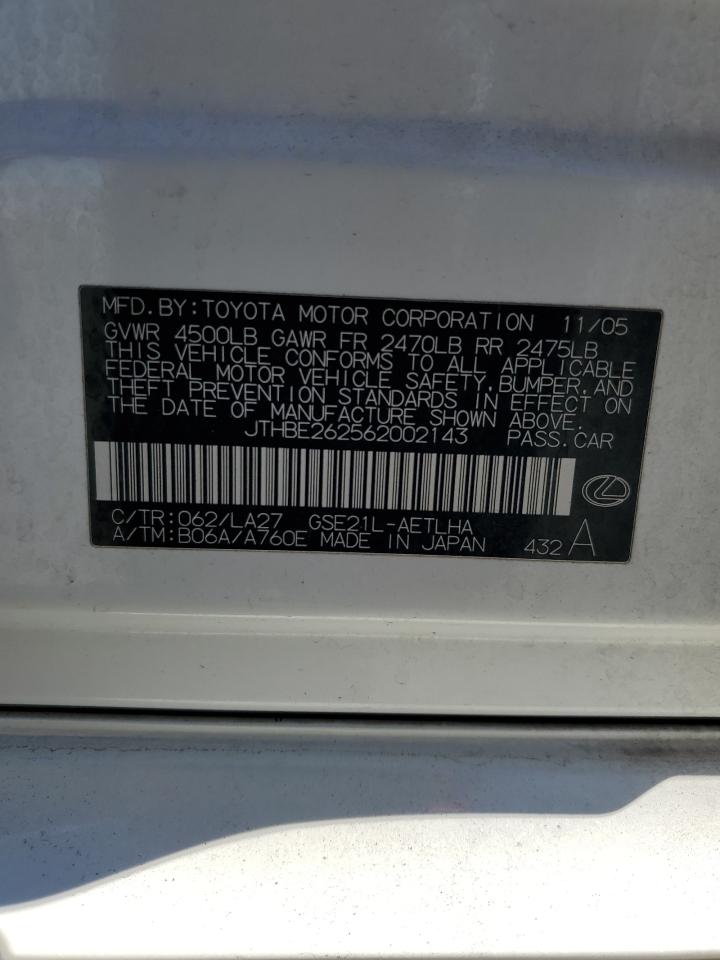 MFD.BY:TOYOTA MOTOR CORPORATION 11/05
GVWR 4500LB GAWR FR 2470LB RR 2475LB
THIS VEHICLE CONFORMS TO ALL APPLICABLE
FEDERAL MOTOR VEHICLE SAFETY,BUMPER,AND
THEFT PREVENTION STANDARDS IN EFFECT ON
THE DATE OF MANUFACTURE SHOWN ABOVE.
JTHBE262562002143 PASS.CAR
C/TR:062/LA27 GSE21L-AETLHA
A/TM:B06A/A760E MADE IN JAPAN 432 A